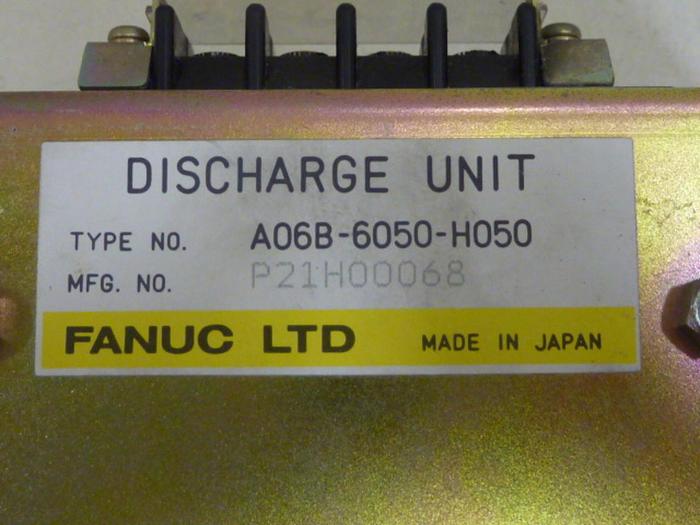 DISCHARGE UNIT
TYPE NO. A06B-6050-H050
MFG. NO. P21H00068
FANUC LTD MADE IN JAPAN